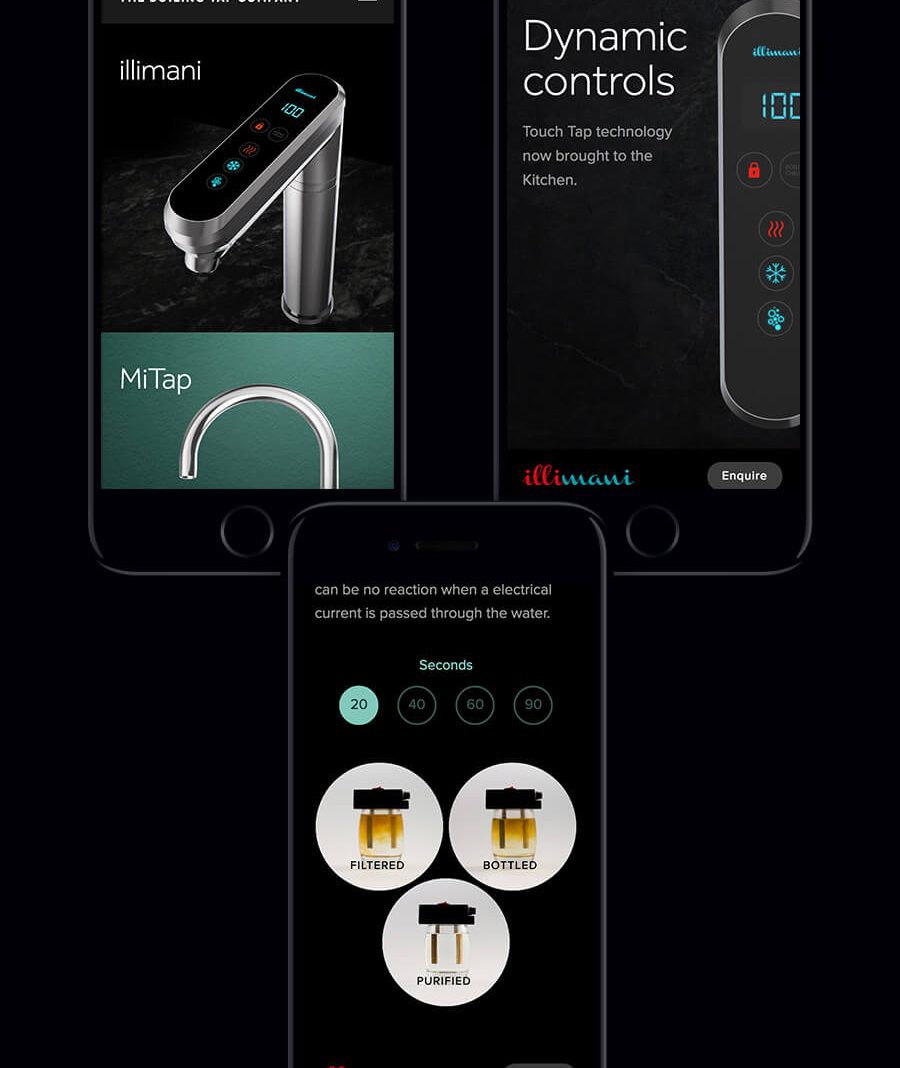 THE BOILING TAP COMPANY
illimani
illimani
100
MiTap
Dynamic
controls
Touch Tap technology
now brought to the
Kitchen.
illimani
100
illimani
Enquire
can be no reaction when a electrical
current is passed through the water.
Seconds
20 40 60 90
FILTERED BOTTLED
PURIFIED